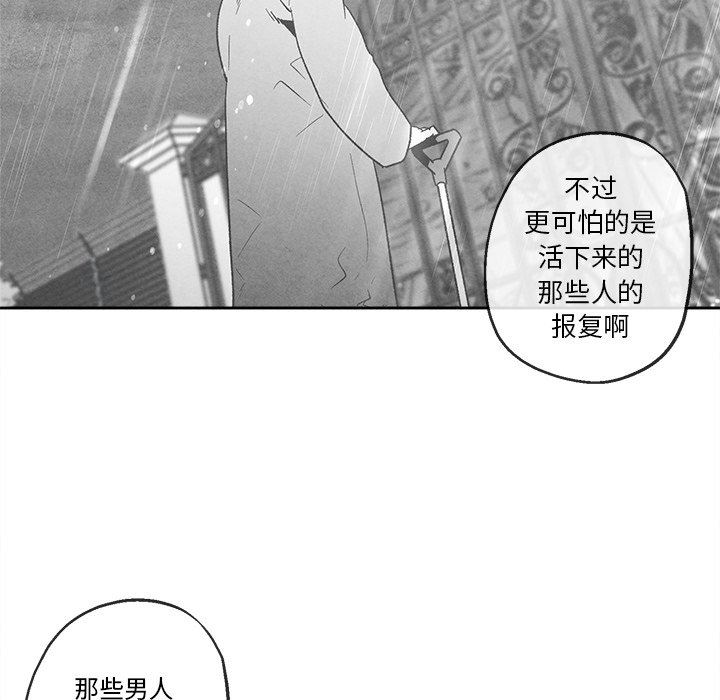 不过
更可怕的是
活下来的
那些人的
报复啊
那些男人